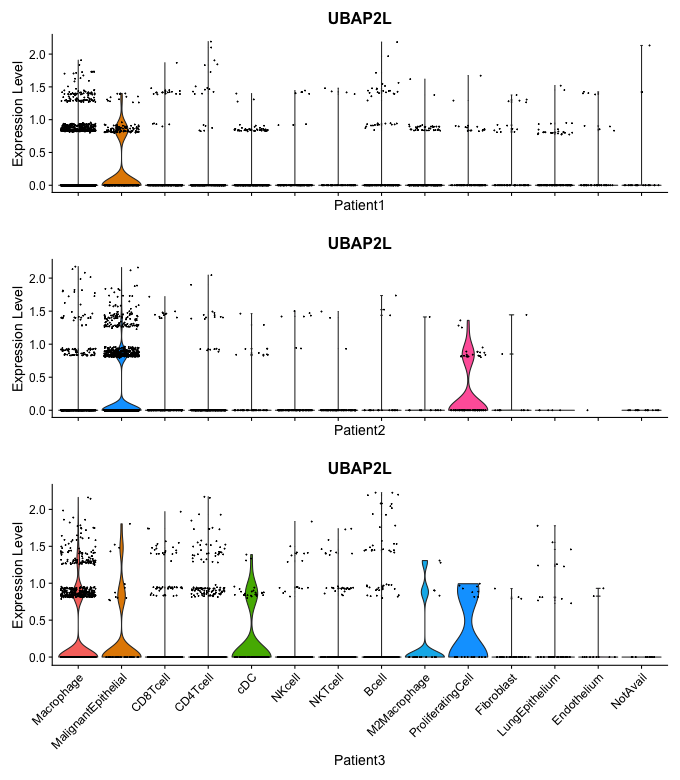 UBAP2L
Expression Level
2.0
1.5
1.0
0.5
0.0
Patient1
UBAP2L
Expression Level
2.0
1.5
1.0
0.5
0.0
Patient2
UBAP2L
Expression Level
2.0
1.5
1.0
0.5
0.0
Macrophage
MalignantEpithelial
CD8Tcell
CD4Tcell
cDC
NKcell
NKTcell
Bcell
M2Macrophage
ProliferatingCell
Fibroblast
LungEpithelium
Endothelium
NotAvail
Patient3